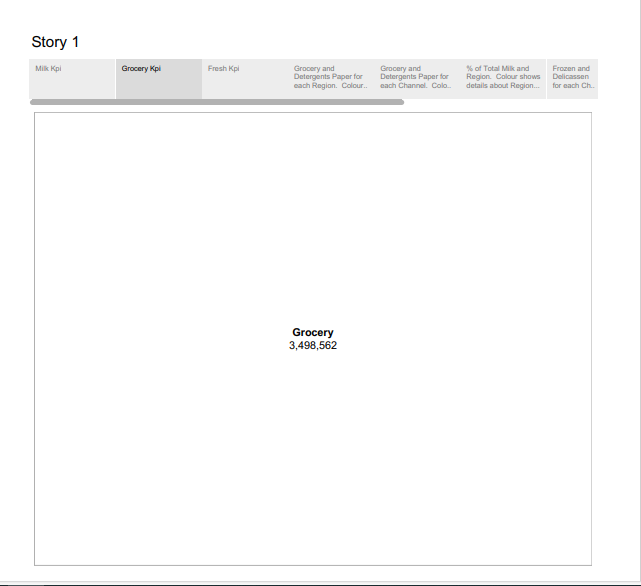 Story 1
Milk Kpi
Grocery Kpi
Fresh Kpi
Grocery and
Detergents Paper for
each Region. Colour..
Grocery and
Detergents Paper for
each Channel. Colo..
% of Total Milk and
Region. Colour shows
details about Region...
Frozen and
Delicassen
for each Ch..
Grocery
3,498,562